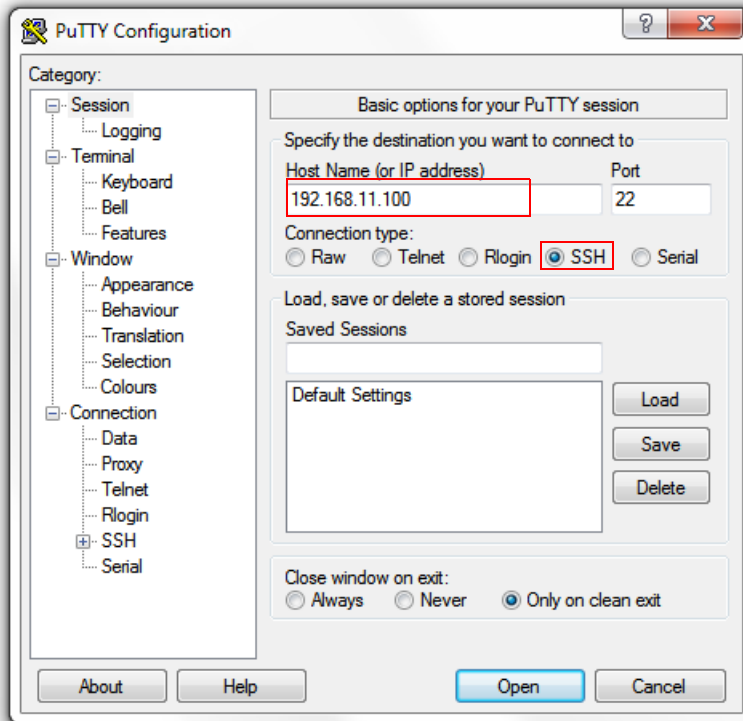 PuTTY Configuration
?
Category:
Session
Logging
Terminal
Keyboard
Bell
Features
Window
Appearance
Behaviour
Translation
Selection
Colours
Connection
Data
Proxy
Telnet
Rlogin
SSH
Serial
Basic options for your PuTTY session
Specify the destination you want to connect to
Host Name (or IP address) Port
192.168.11.100 22
Connection type:
Raw Telnet Rlogin SSH Serial
Load, save or delete a stored session
Saved Sessions
Default Settings
Load
Save
Delete
Close window on exit:
Always Never Only on clean exit
About Help Open Cancel